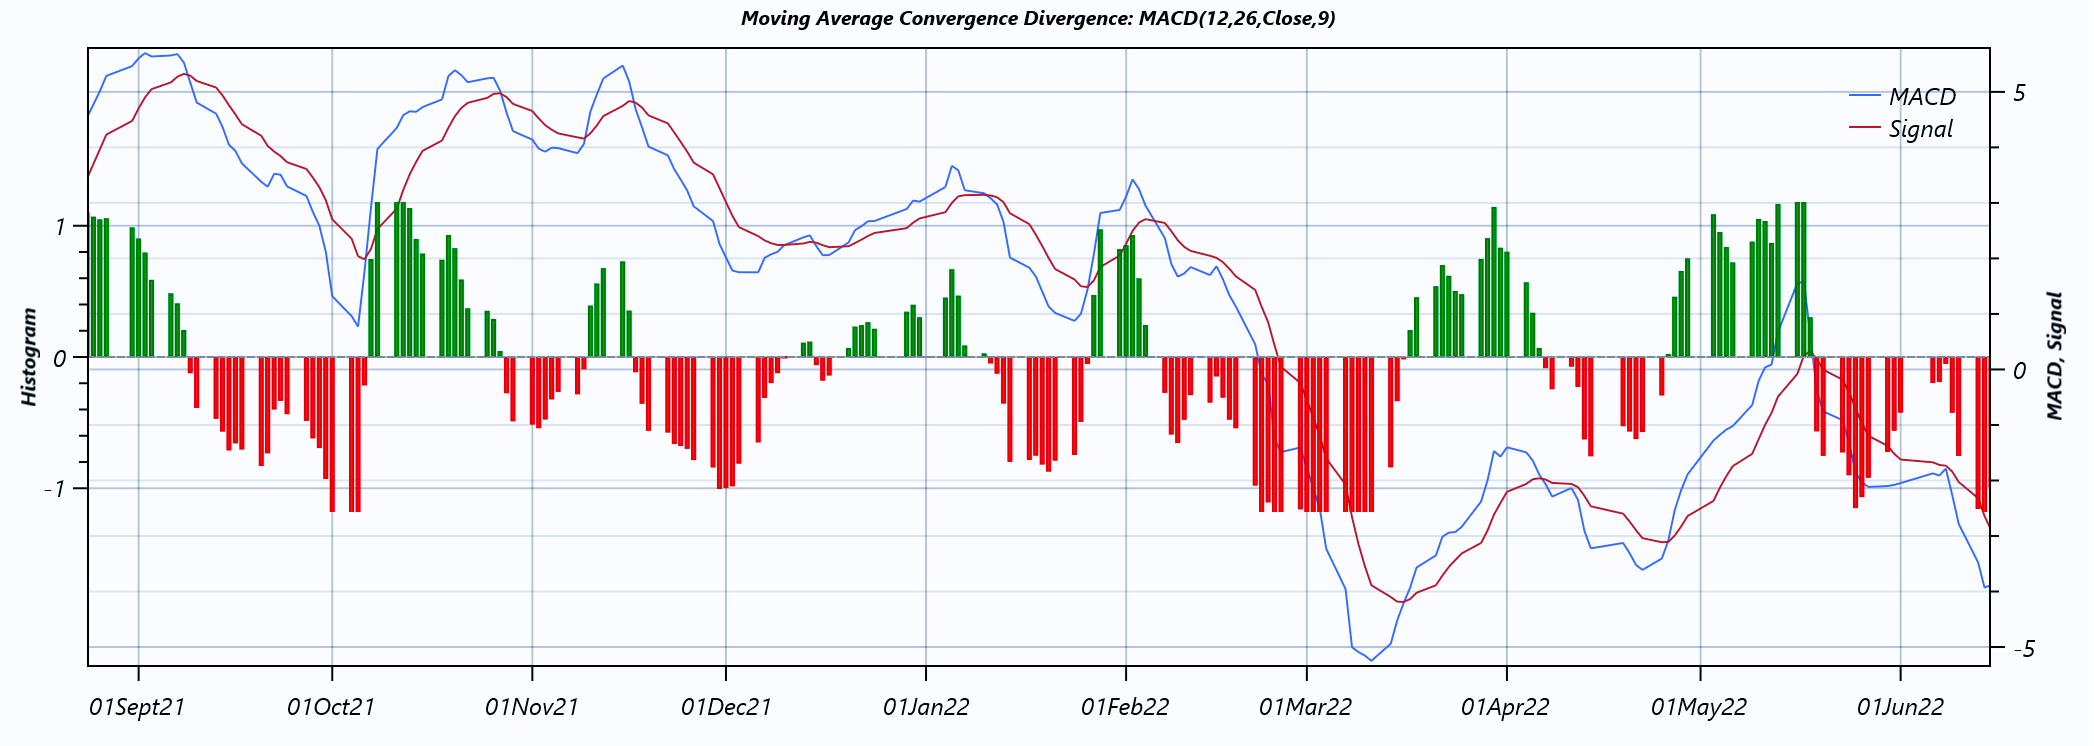 Moving Average Convergence Divergence: MACD(12,26,Close,9)
MACD
Signal
Histogram
1
0
-1
5
0
-5
MACD, Signal
01Sept21 01Oct21 01Nov21 01Dec21 01Jan22 01Feb22 01Mar22 01Apr22 01May22 01Jun22